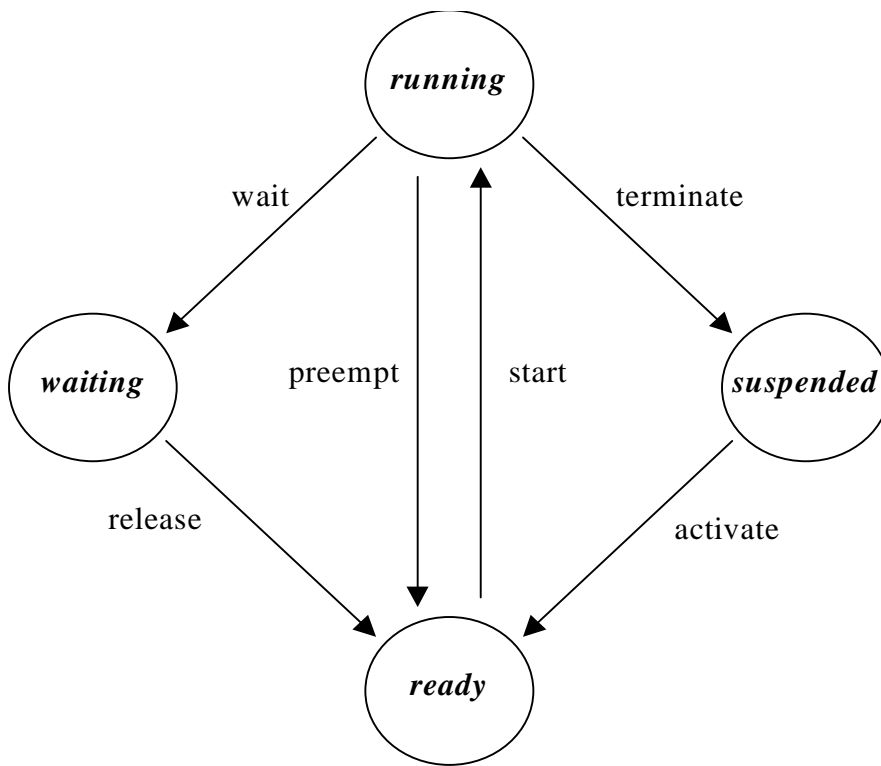 running
wait
terminate
waiting
preempt
start
suspended
release
activate
ready